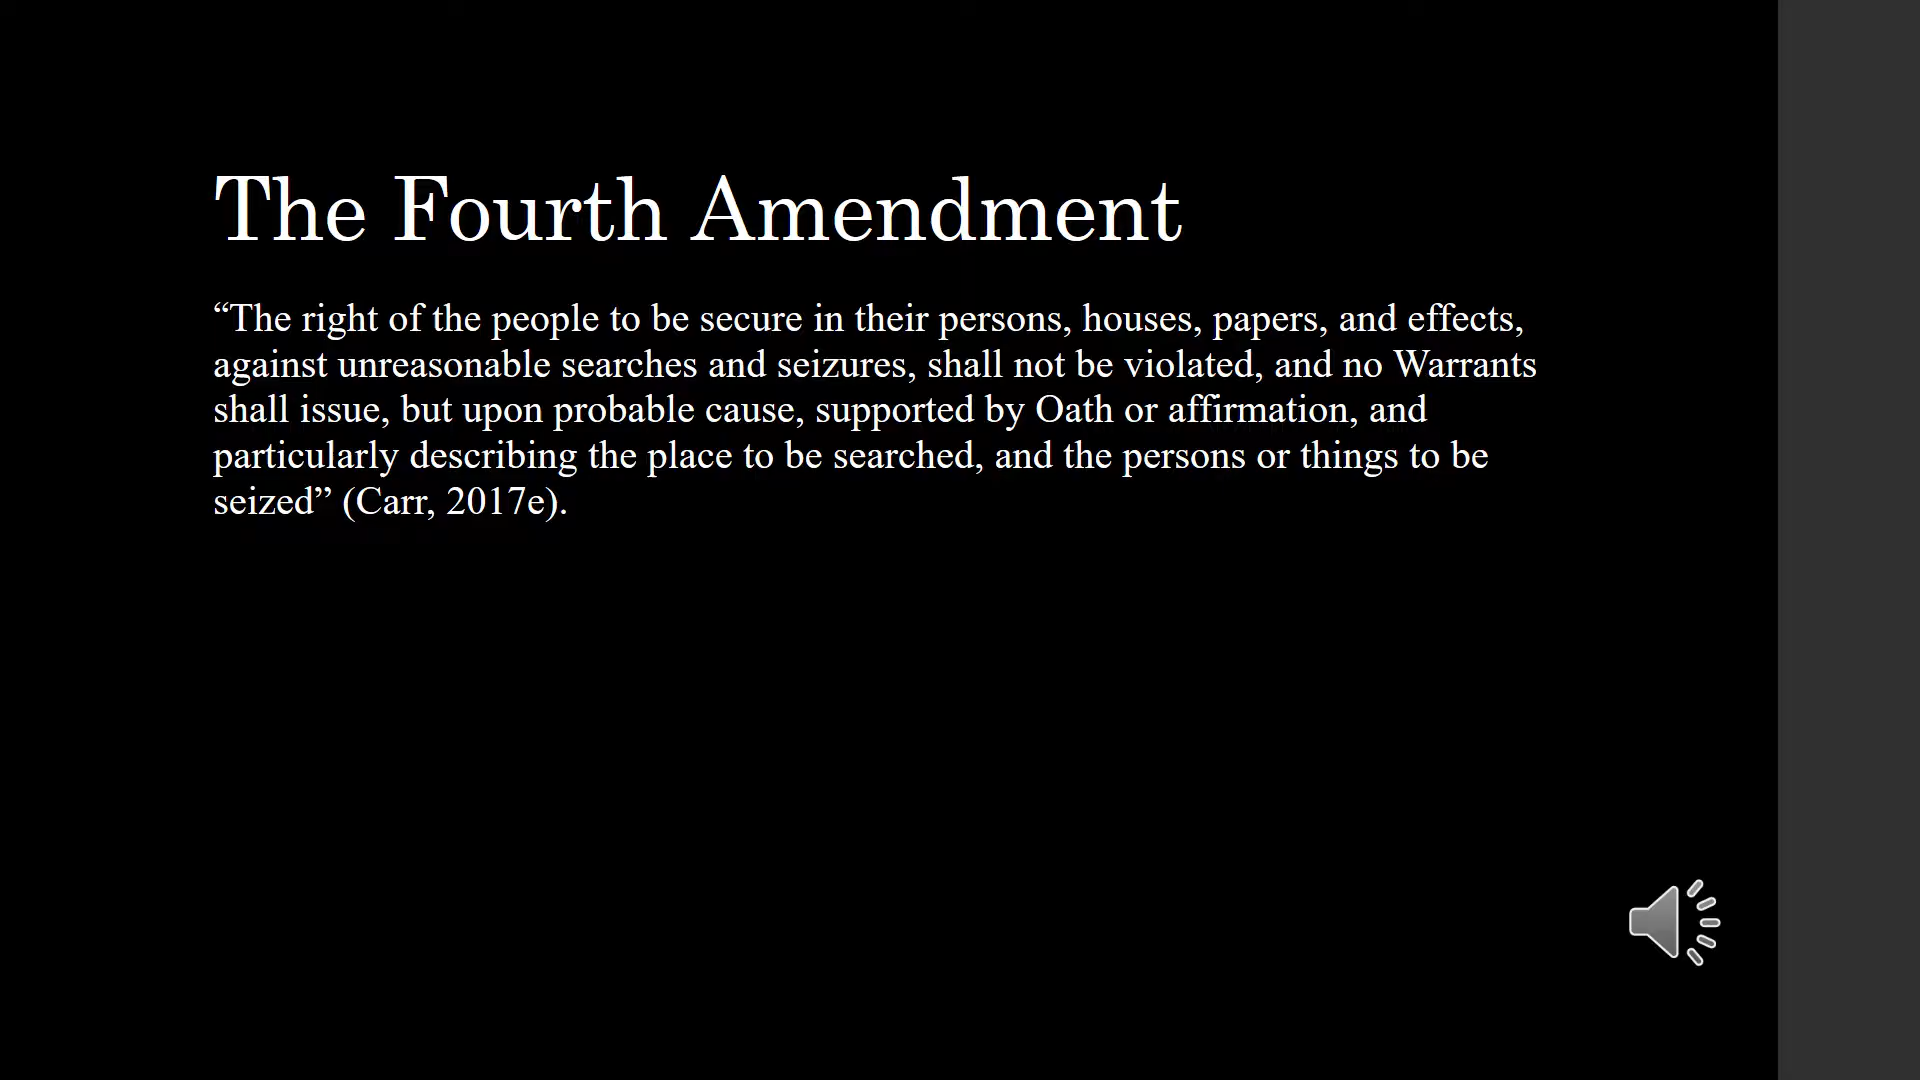 The Fourth Amendment
“The right of the people to be secure in their persons, houses, papers, and effects,
against unreasonable searches and seizures, shall not be violated, and no Warrants
shall issue, but upon probable cause, supported by Oath or affirmation, and
particularly describing the place to be searched, and the persons or things to be
seized” (Carr, 2017e).